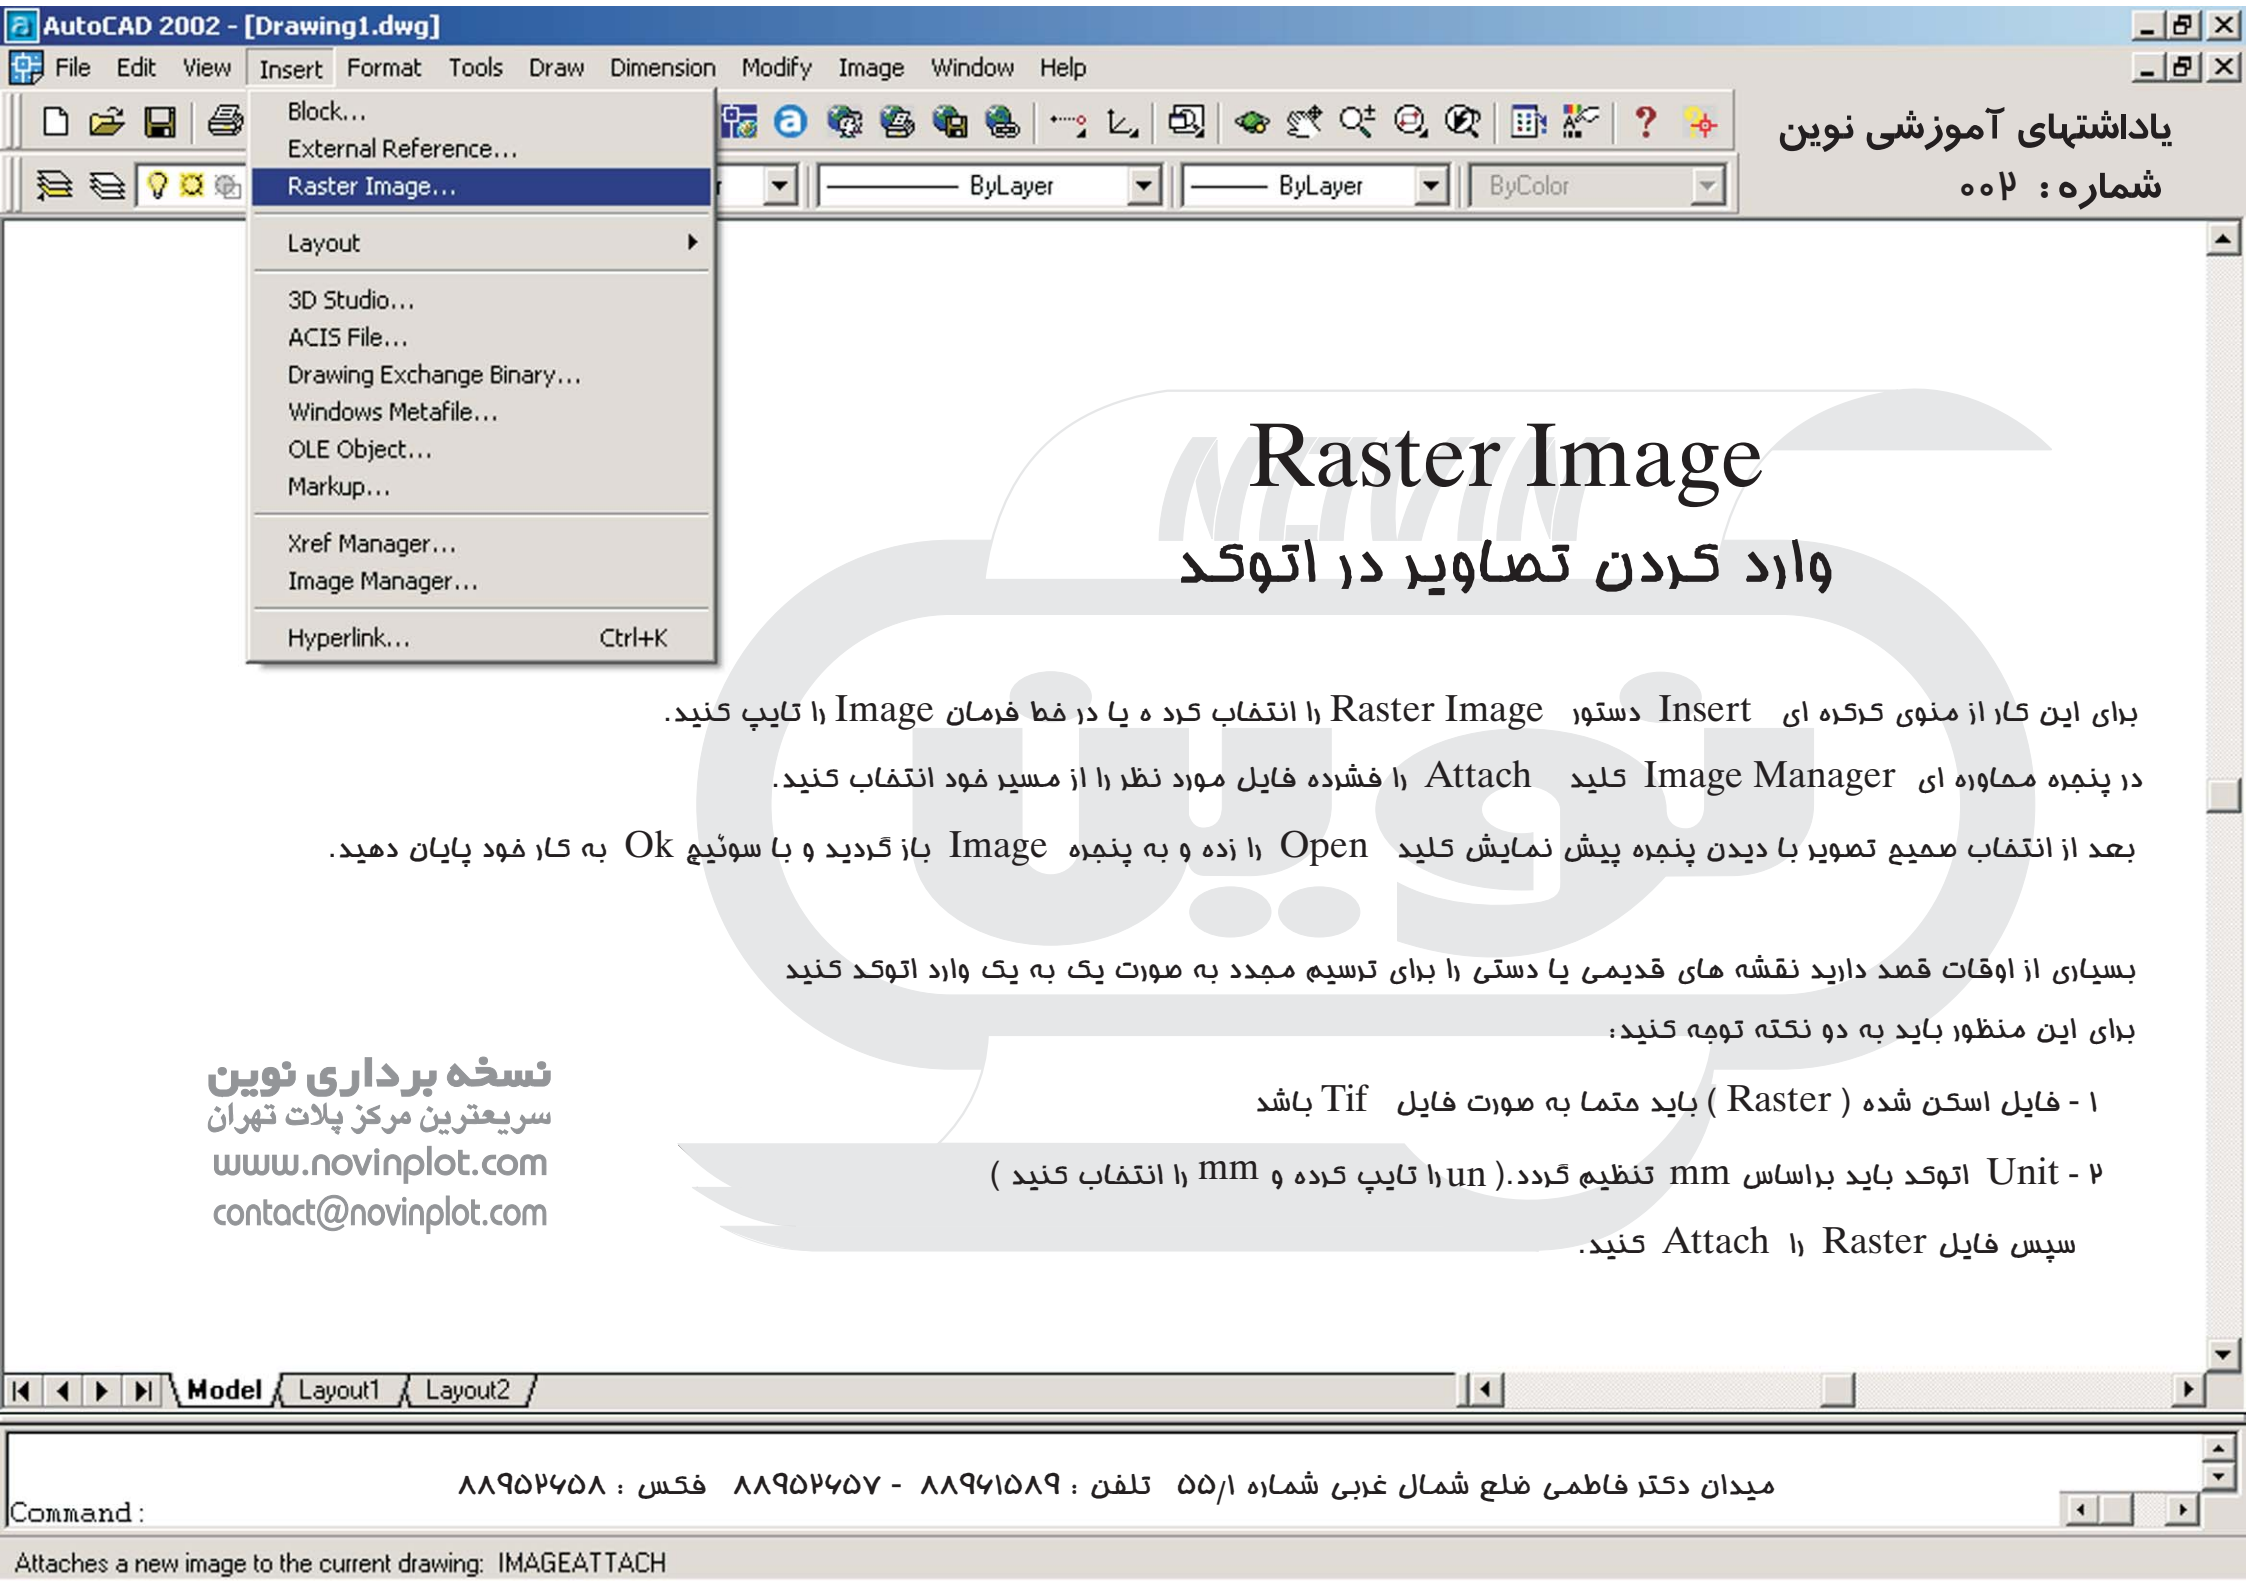 AutoCAD 2002 - [Drawing1.dwg]
File Edit View Insert Format Tools Draw Dimension Modify Image Window Help
یاداشتهای آموزشی نوین
شماره : ۰۰۲
ByLayer ByLayer ByColor
Block...
External Reference...
Raster Image...
Layout
3D Studio...
ACIS File...
Drawing Exchange Binary...
Windows Metafile...
OLE Object...
Markup...
Xref Manager...
Image Manager...
Hyperlink... Ctrl+K
NOVIN
نوین
Raster Image
وارد کردن تصاویر در اتوکد
برای این کار از منوی کرکره ای Insert دستور Raster Image را انتخاب کرد ه یا در خط فرمان Image را تایپ کنید.
در پنجره محاوره ای Image Manager کلید Attach را فشرده فایل مورد نظر را از مسیر خود انتخاب کنید.
بعد از انتخاب صحیح تصویر با دیدن پنجره پیش نمایش کلید Open را زده و به پنجره Image باز گردید و با سوئیچ Ok به کار خود پایان دهید.
بسیاری از اوقات قصد دارید نقشه های قدیمی یا دستی را برای ترسیم مجدد به صورت یک به یک وارد اتوکد کنید
برای این منظور باید به دو نکته توجه کنید:
۱ - فایل اسکن شده ( Raster ) باید حتما به صورت فایل Tif باشد
۲ - Unit اتوکد باید براساس mm تنظیم گردد.( un را تایپ کرده و mm را انتخاب کنید )
سپس فایل Raster را Attach کنید.
نسخه برداری نوین
سریعترین مرکز پلات تهران
www.novinplot.com
contact@novinplot.com
Model Layout1 Layout2
میدان دکتر فاطمی ضلع شمال غربی شماره ۵۵/۱ تلفن : ۸۸۹۶۱۵۸۹ - ۸۸۹۵۲۶۵۷ فکس : ۸۸۹۵۲۶۵۸
Command:
Attaches a new image to the current drawing: IMAGEATTACH